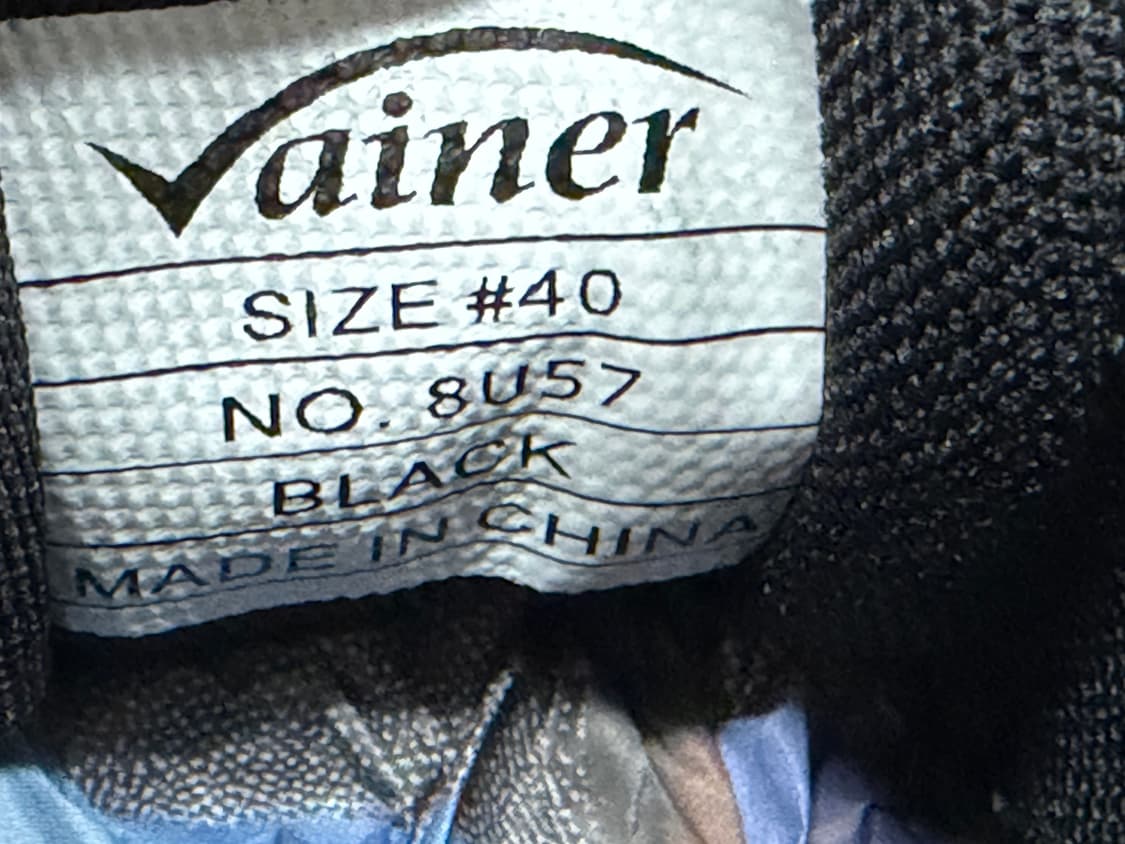 Vainer
SIZE #40
NO. 8U57
BLACK
MADE IN CHINA